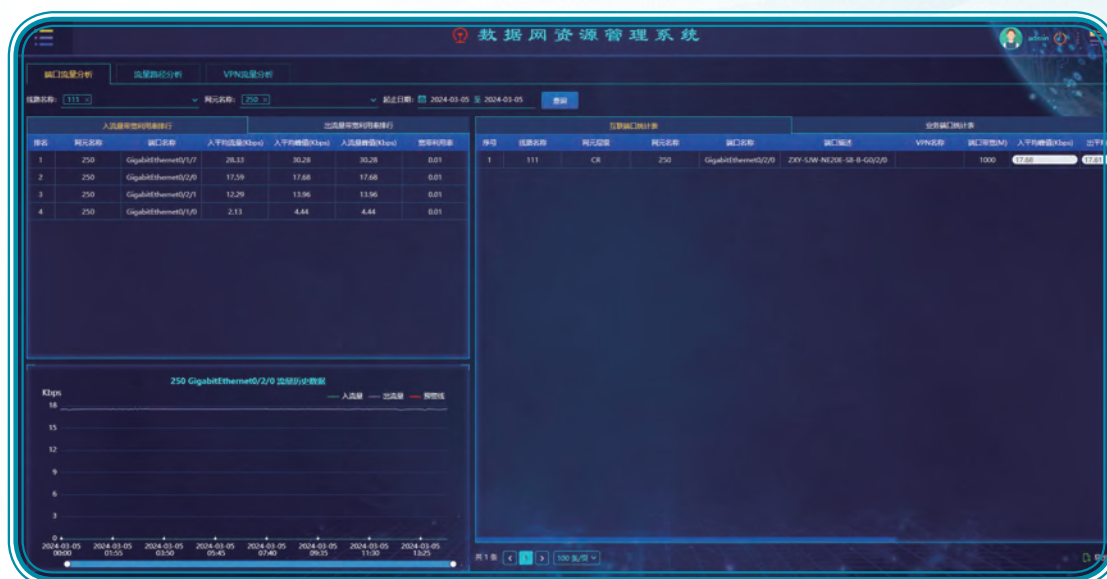 数据网资源管理系统
admin
端口流量分析 流量路径分析 VPN流量分析
线路名称: 111 × 网元名称: 250 × 起止日期: 2024-03-05 至 2024-03-05 查询
入流量带宽利用率排行 出流量带宽利用率排行
排名 网元名称 端口名称 入平均流量(Kbps) 入平均峰值(Kbps) 入流量峰值(Kbps) 宽带利用率
1 250 GigabitEthernet0/1/7 28.33 30.28 30.28 0.01
2 250 GigabitEthernet0/2/0 17.59 17.68 17.68 0.01
3 250 GigabitEthernet0/2/1 12.29 13.96 13.96 0.01
4 250 GigabitEthernet0/1/0 2.13 4.44 4.44 0.01
互联端口统计表 业务端口统计表
序号 线路名称 网元层级 网元名称 端口名称 端口描述 VPN名称 端口带宽(M) 入平均峰值(Kbps) 出平均
1 111 CR 250 GigabitEthernet0/2/0 ZXY-SJW-NE20E-S8-B-G0/2/0 1000 17.68 17.61
250 GigabitEthernet0/2/0 流量历史数据
Kbps
入流量 出流量 预警线
18
15
12
9
6
3
0
2024-03-05 00:00 2024-03-05 01:55 2024-03-05 03:50 2024-03-05 05:45 2024-03-05 07:40 2024-03-05 09:35 2024-03-05 11:30 2024-03-05 13:25
共 1 条 < 1 > 100 条/页